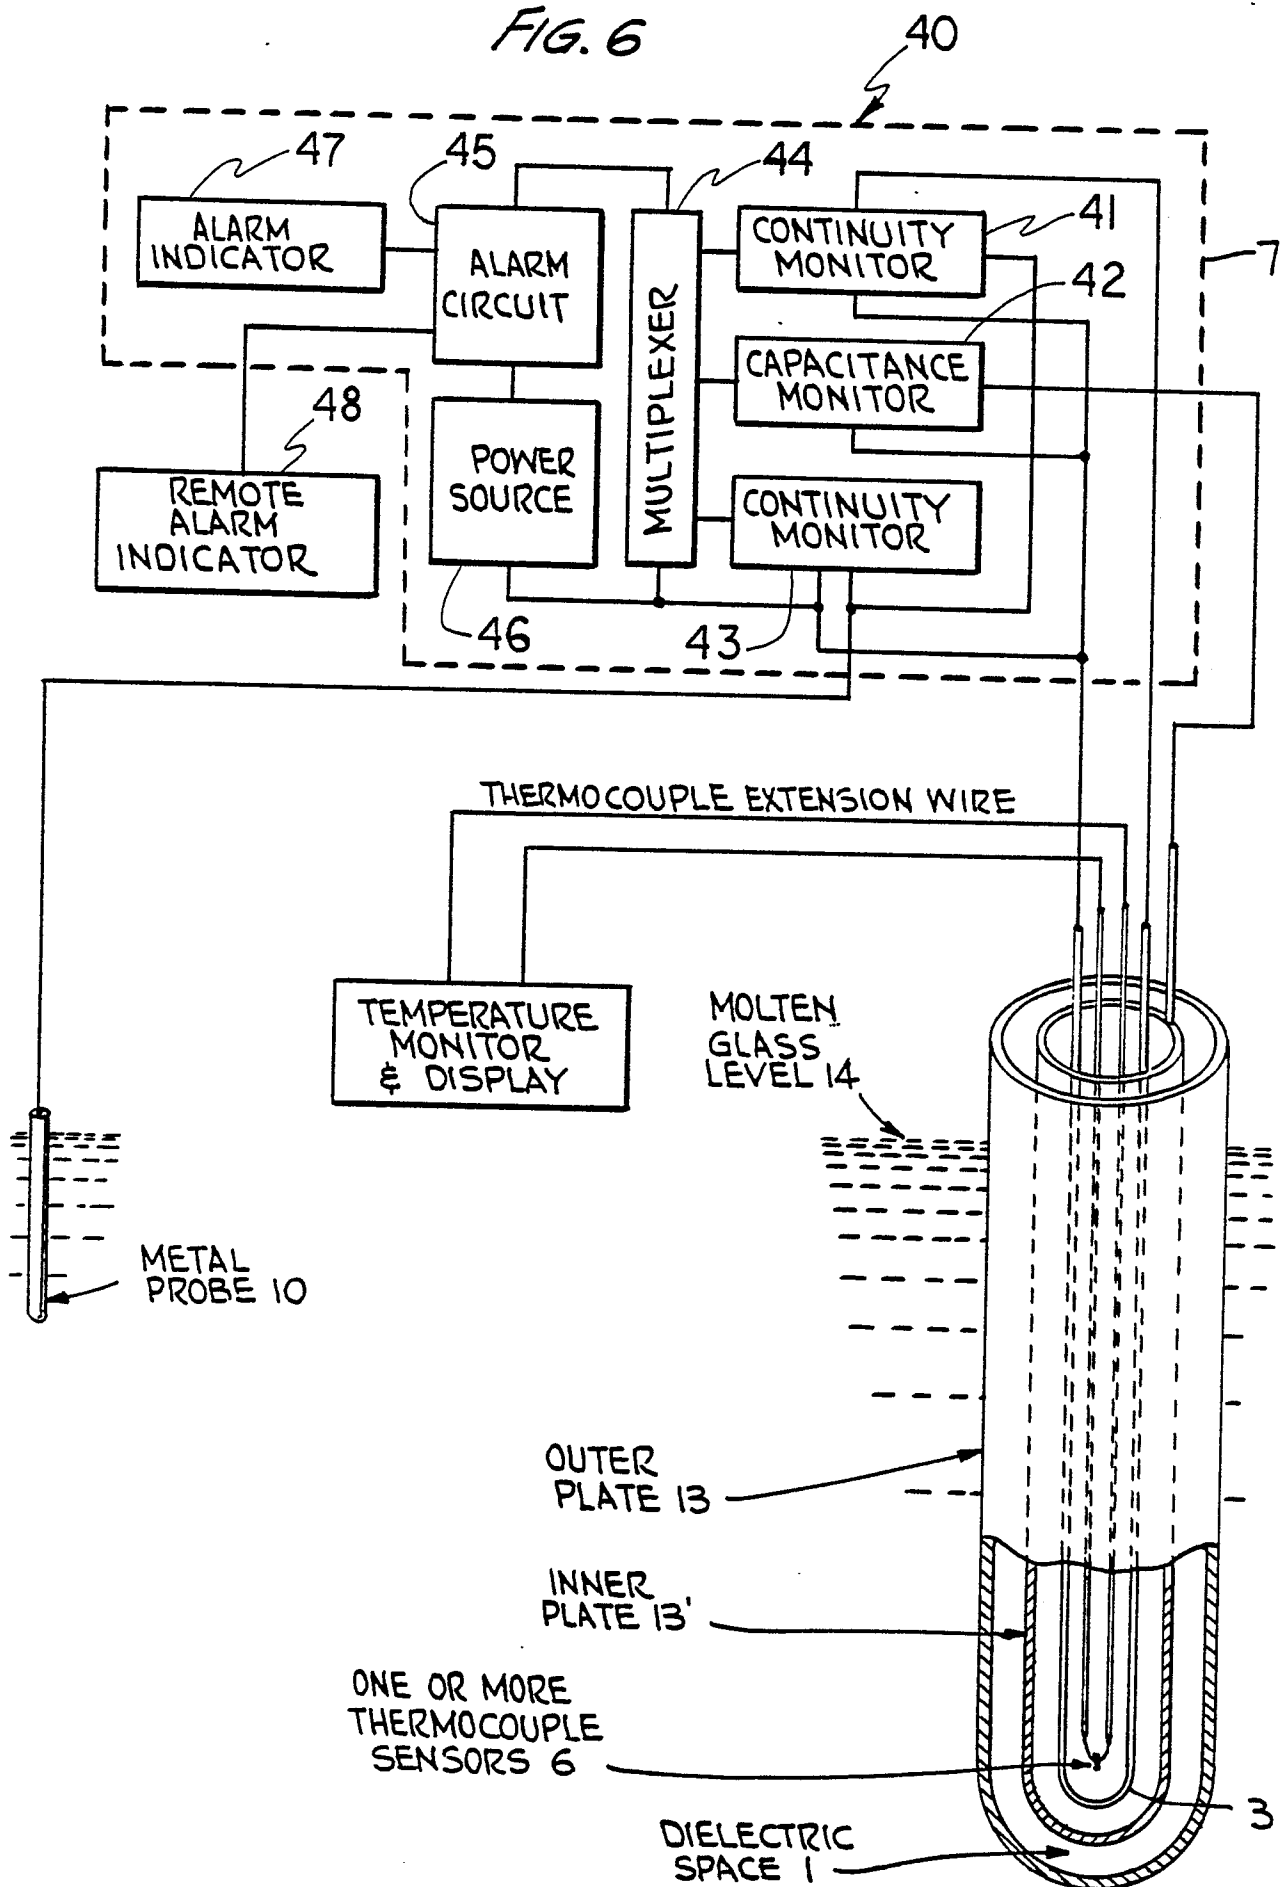 FIG. 6
40
47
45
44
41
7
42
ALARM
INDICATOR
ALARM
CIRCUIT
MULTIPLEXER
CONTINUITY
MONITOR
CAPACITANCE
MONITOR
CONTINUITY
MONITOR
48
REMOTE
ALARM
INDICATOR
POWER
SOURCE
46
43
THERMOCOUPLE EXTENSION WIRE
TEMPERATURE
MONITOR
& DISPLAY
MOLTEN
GLASS
LEVEL 14
METAL
PROBE 10
OUTER
PLATE 13
INNER
PLATE 13'
ONE OR MORE
THERMOCOUPLE
SENSORS 6
3
DIELECTRIC
SPACE 1